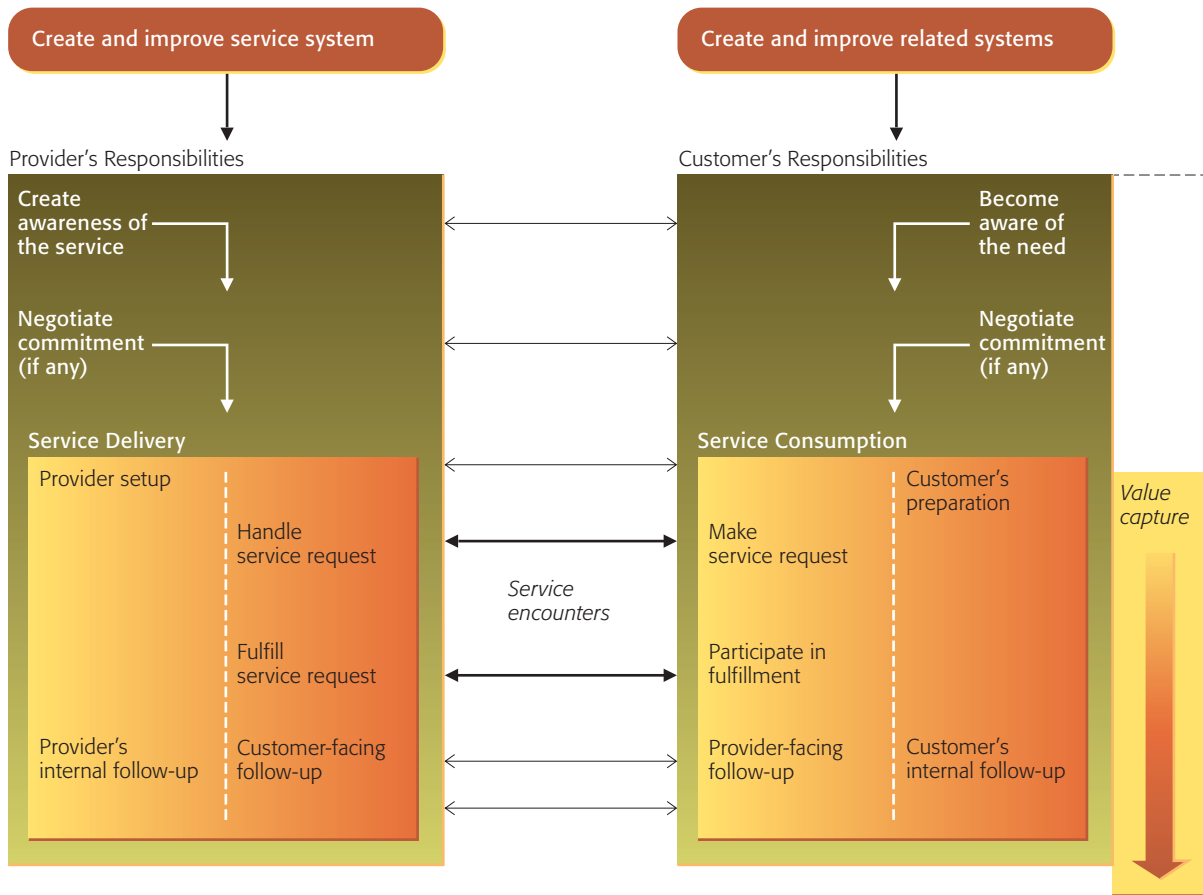 Create and improve service system
Create and improve related systems
Provider’s Responsibilities
Customer’s Responsibilities
Create
awareness of
the service
Become
aware of
the need
Negotiate
commitment
(if any)
Negotiate
commitment
(if any)
Service Delivery
Service Consumption
Provider setup
Customer’s
preparation
Value
capture
Handle
service request
Make
service request
Service
encounters
Fulfill
service request
Participate in
fulfillment
Provider’s
internal follow-up
Customer-facing
follow-up
Provider-facing
follow-up
Customer’s
internal follow-up